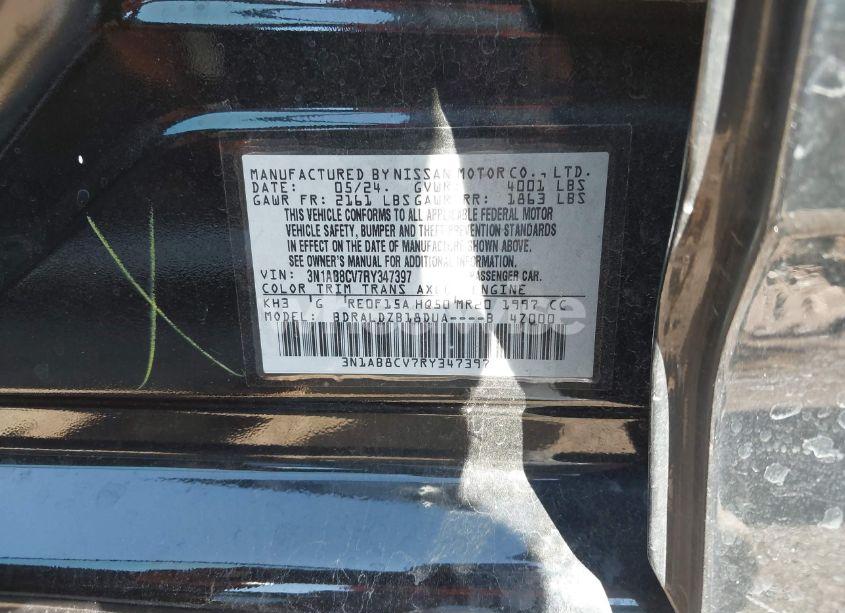 MANUFACTURED BY NISSAN MOTOR CO., LTD.
DATE: 05/24. GVWR: 4001 LBS
GAWR FR: 2161 LBS GAWR RR: 1863 LBS
THIS VEHICLE CONFORMS TO ALL APPLICABLE FEDERAL MOTOR
VEHICLE SAFETY, BUMPER AND THEFT PREVENTION STANDARDS
IN EFFECT ON THE DATE OF MANUFACTURE SHOWN ABOVE.
SEE OWNER'S MANUAL FOR ADDITIONAL INFORMATION.
VIN: 3N1AB8CV7RY347397 PASSENGER CAR.
COLOR TRIM TRANS AXLE ENGINE
KH3 G RE0F15A HQ50 MR20 1997 CC
MODEL: BDRALDZB18DUA----B 42000
3N1AB8CV7RY347397